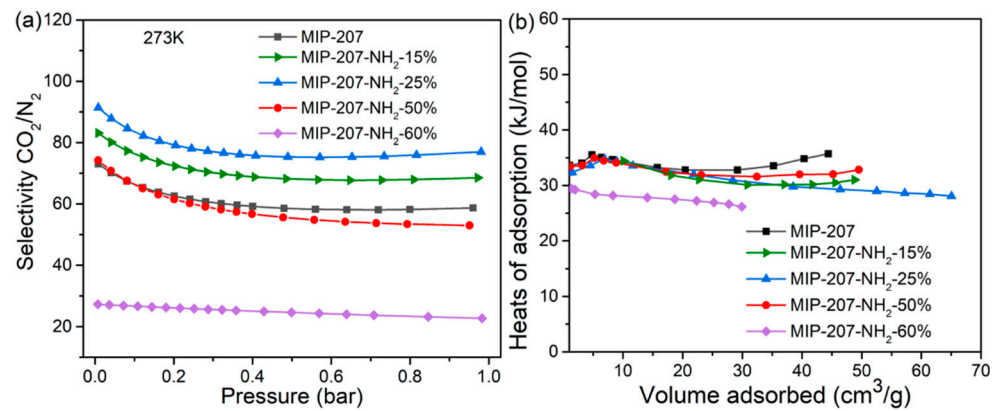 (a)
120
100
80
60
40
20
Selectivity CO2/N2
273K
MIP-207
MIP-207-NH2-15%
MIP-207-NH2-25%
MIP-207-NH2-50%
MIP-207-NH2-60%
0.0 0.2 0.4 0.6 0.8 1.0
Pressure (bar)
(b)
60
50
40
30
20
10
0
Heats of adsorption (kJ/mol)
MIP-207
MIP-207-NH2-15%
MIP-207-NH2-25%
MIP-207-NH2-50%
MIP-207-NH2-60%
10 20 30 40 50 60 70
Volume adsorbed (cm3/g)